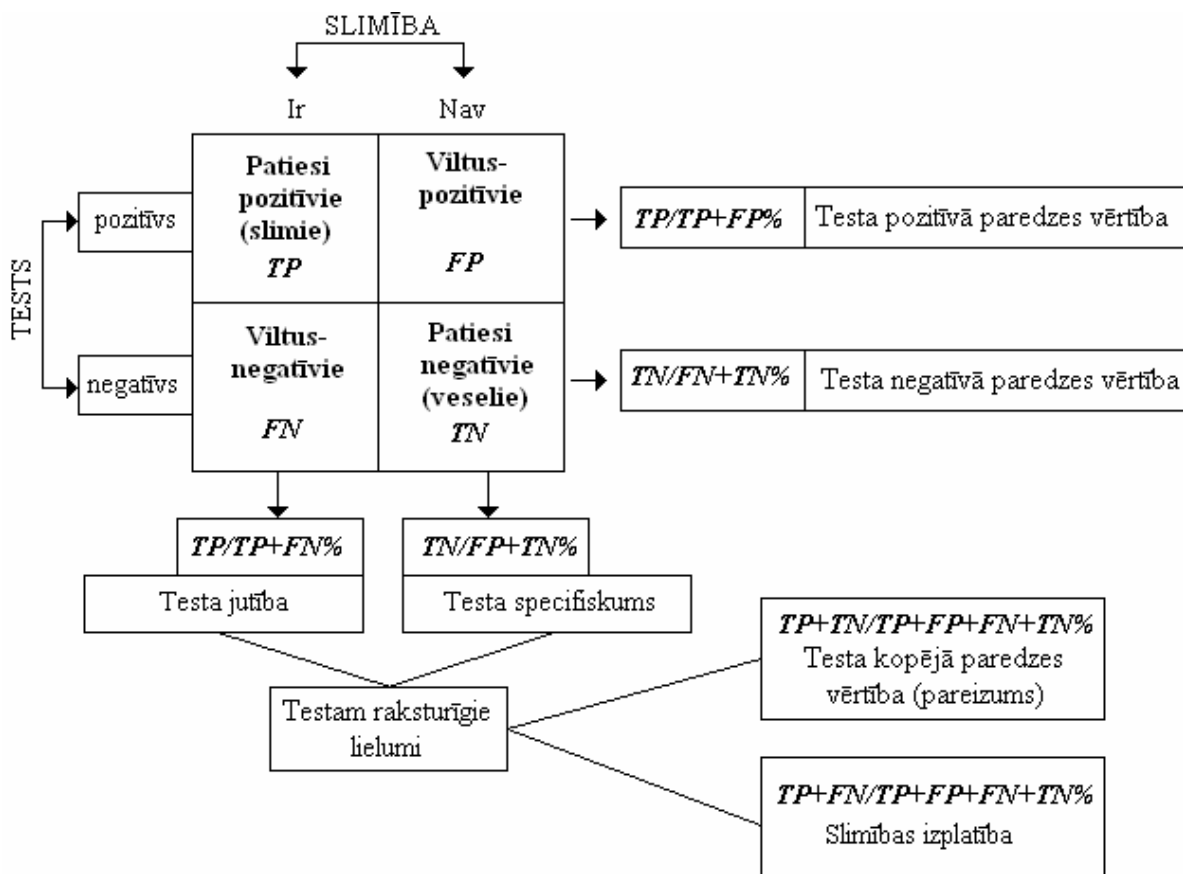 SLIMĪBA
Ir
Nav
TESTS
pozitīvs
Patiesi
pozitīvie
(slimie)
TP
Viltus-
pozitīvie
FP
TP/TP+FP%
Testa pozitīvā paredzes vērtība
negatīvs
Viltus-
negatīvie
FN
Patiesi
negatīvie
(veselie)
TN
TN/FN+TN%
Testa negatīvā paredzes vērtība
TP/TP+FN%
Testa jutība
TN/FP+TN%
Testa specifiskums
Testam raksturīgie
lielumi
TP+TN/TP+FP+FN+TN%
Testa kopējā paredzes
vērtība (pareizums)
TP+FN/TP+FP+FN+TN%
Slimības izplatība